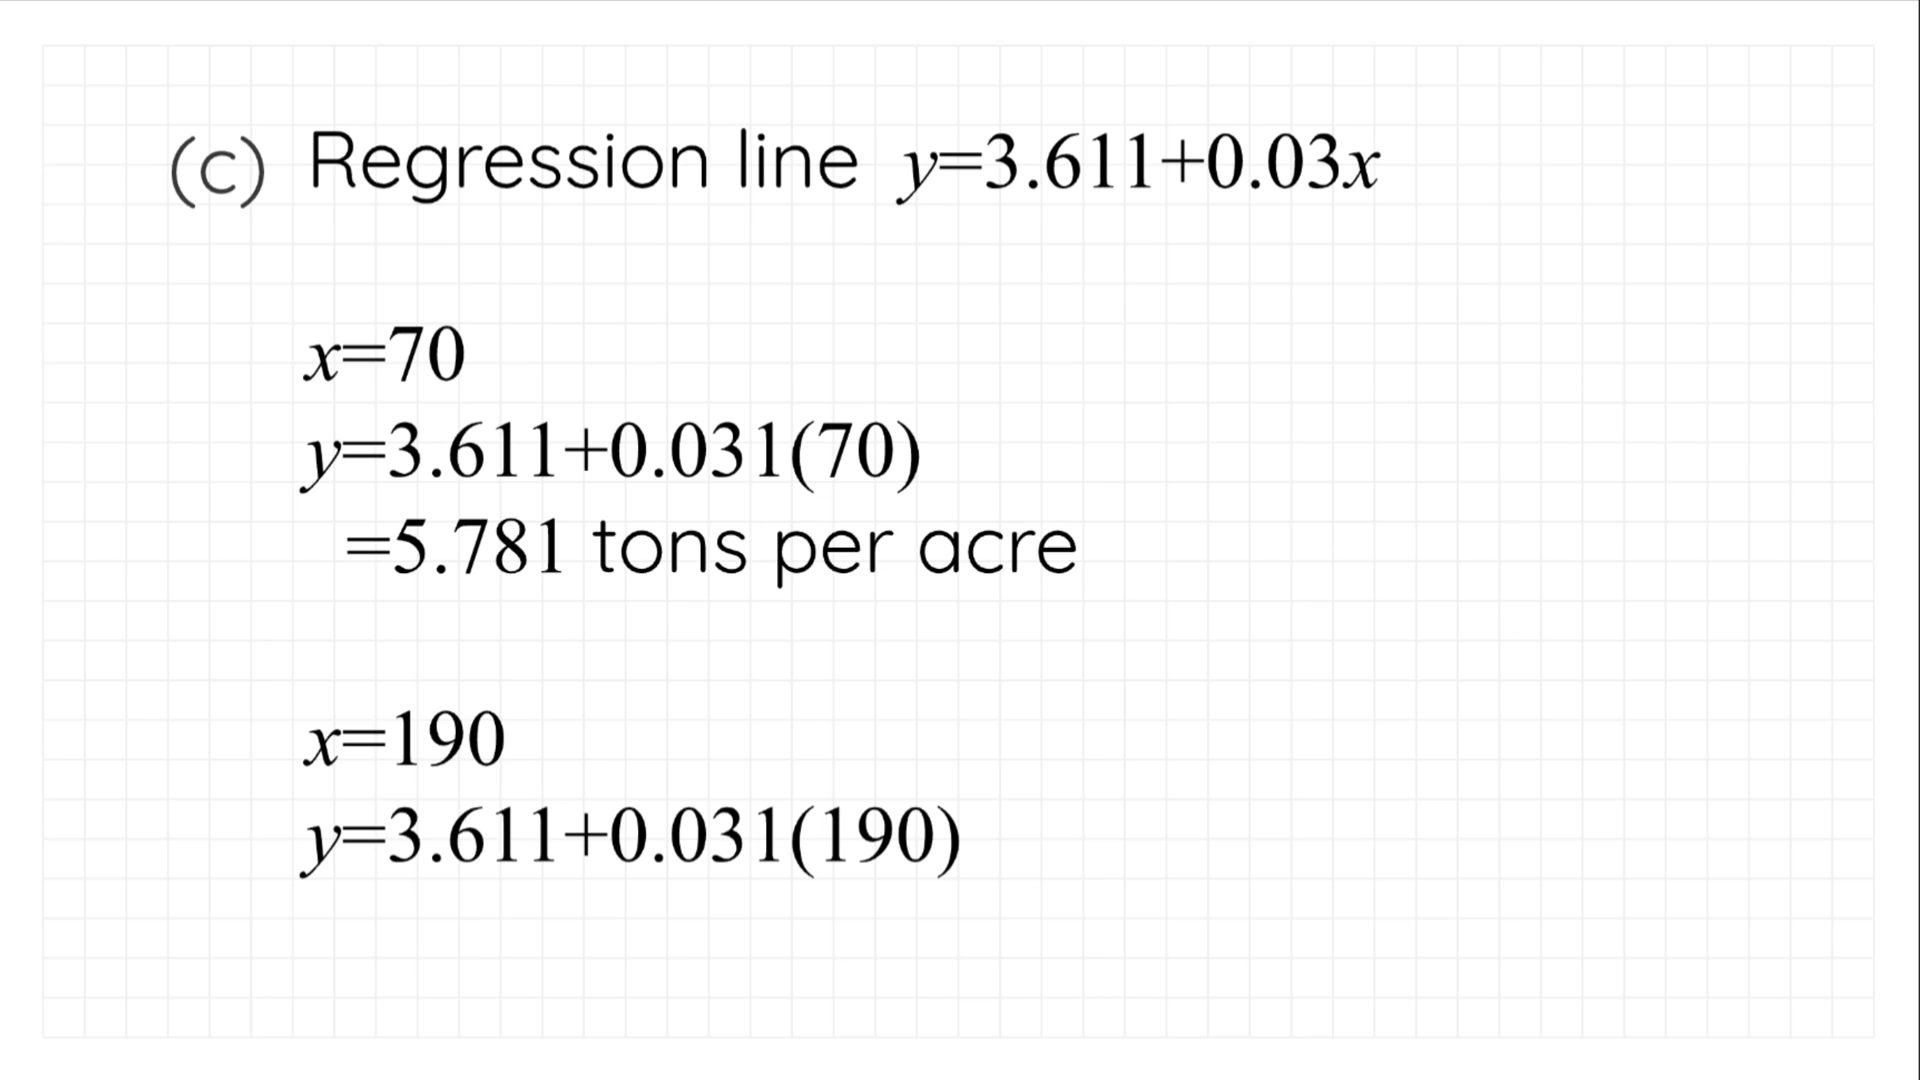 (c) Regression line y=3.611+0.03x
x=70
y=3.611+0.031(70)
=5.781 tons per acre
x=190
y=3.611+0.031(190)